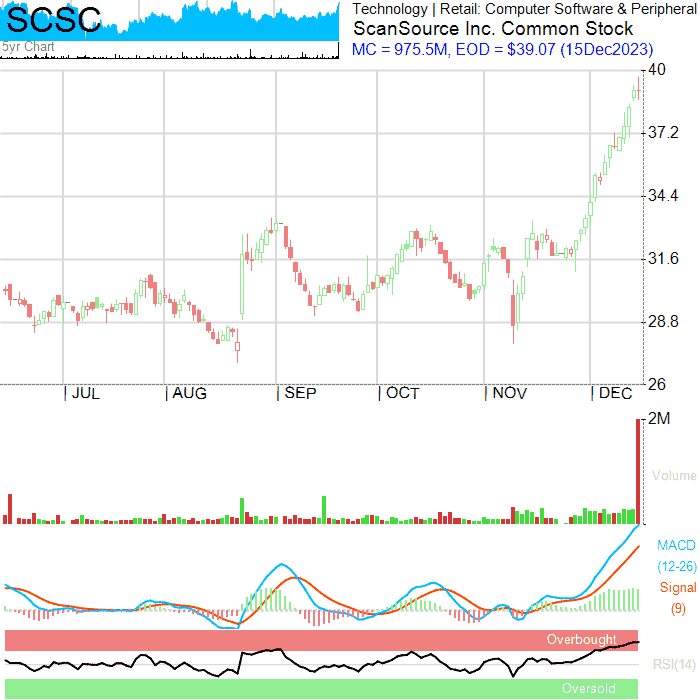 SCSC
5yr Chart
Technology | Retail: Computer Software & Peripheral
ScanSource Inc. Common Stock
MC = 975.5M, EOD = $39.07 (15Dec2023)
40
37.2
34.4
31.6
28.8
26
JUL AUG SEP OCT NOV DEC
2M
Volume
MACD
(12-26)
Signal
(9)
Overbought
RSI(14)
Oversold